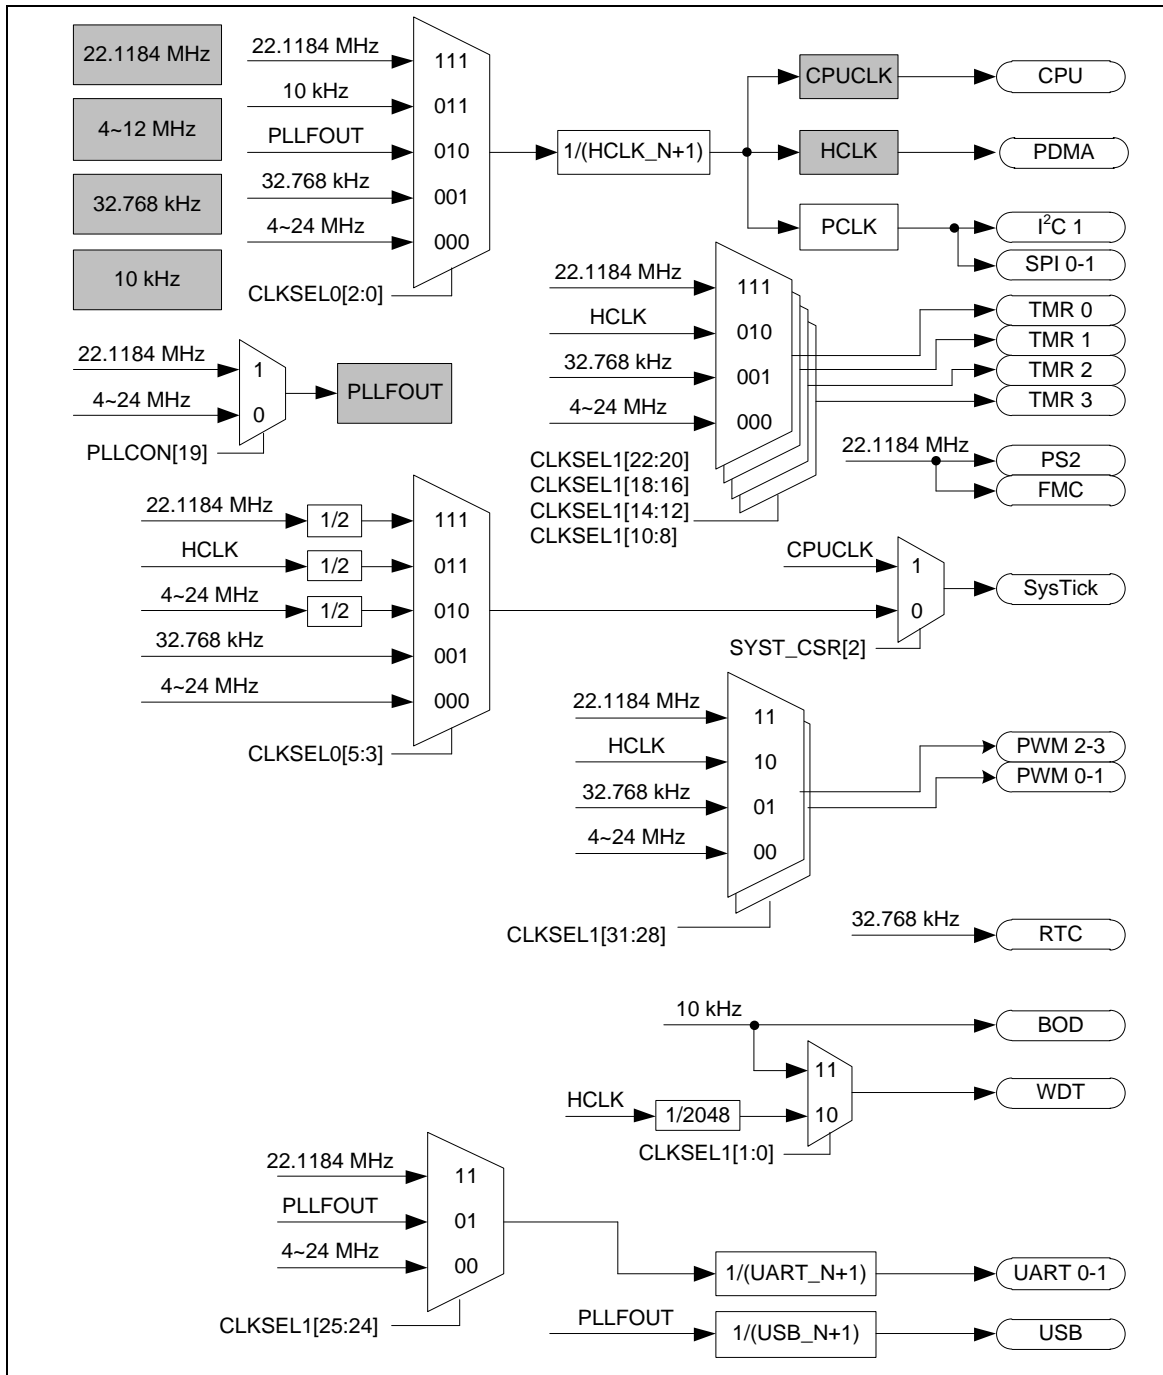 22.1184 MHz
4~12 MHz
32.768 kHz
10 kHz
22.1184 MHz
10 kHz
PLLFOUT
32.768 kHz
4~24 MHz
111
011
010
001
000
CLKSEL0[2:0]
1/(HCLK_N+1)
CPUCLK
HCLK
PCLK
CPU
PDMA
I²C 1
SPI 0-1
22.1184 MHz
4~24 MHz
1
0
PLLCON[19]
PLLFOUT
22.1184 MHz
HCLK
32.768 kHz
4~24 MHz
111
010
001
000
CLKSEL1[22:20]
CLKSEL1[18:16]
CLKSEL1[14:12]
CLKSEL1[10:8]
TMR 0
TMR 1
TMR 2
TMR 3
22.1184 MHz
PS2
FMC
22.1184 MHz
HCLK
4~24 MHz
32.768 kHz
4~24 MHz
1/2
1/2
1/2
111
011
010
001
000
CLKSEL0[5:3]
CPUCLK
1
0
SYST_CSR[2]
SysTick
22.1184 MHz
HCLK
32.768 kHz
4~24 MHz
11
10
01
00
CLKSEL1[31:28]
PWM 2-3
PWM 0-1
32.768 kHz
RTC
10 kHz
BOD
HCLK
1/2048
11
10
CLKSEL1[1:0]
WDT
22.1184 MHz
PLLFOUT
4~24 MHz
11
01
00
CLKSEL1[25:24]
1/(UART_N+1)
UART 0-1
PLLFOUT
1/(USB_N+1)
USB